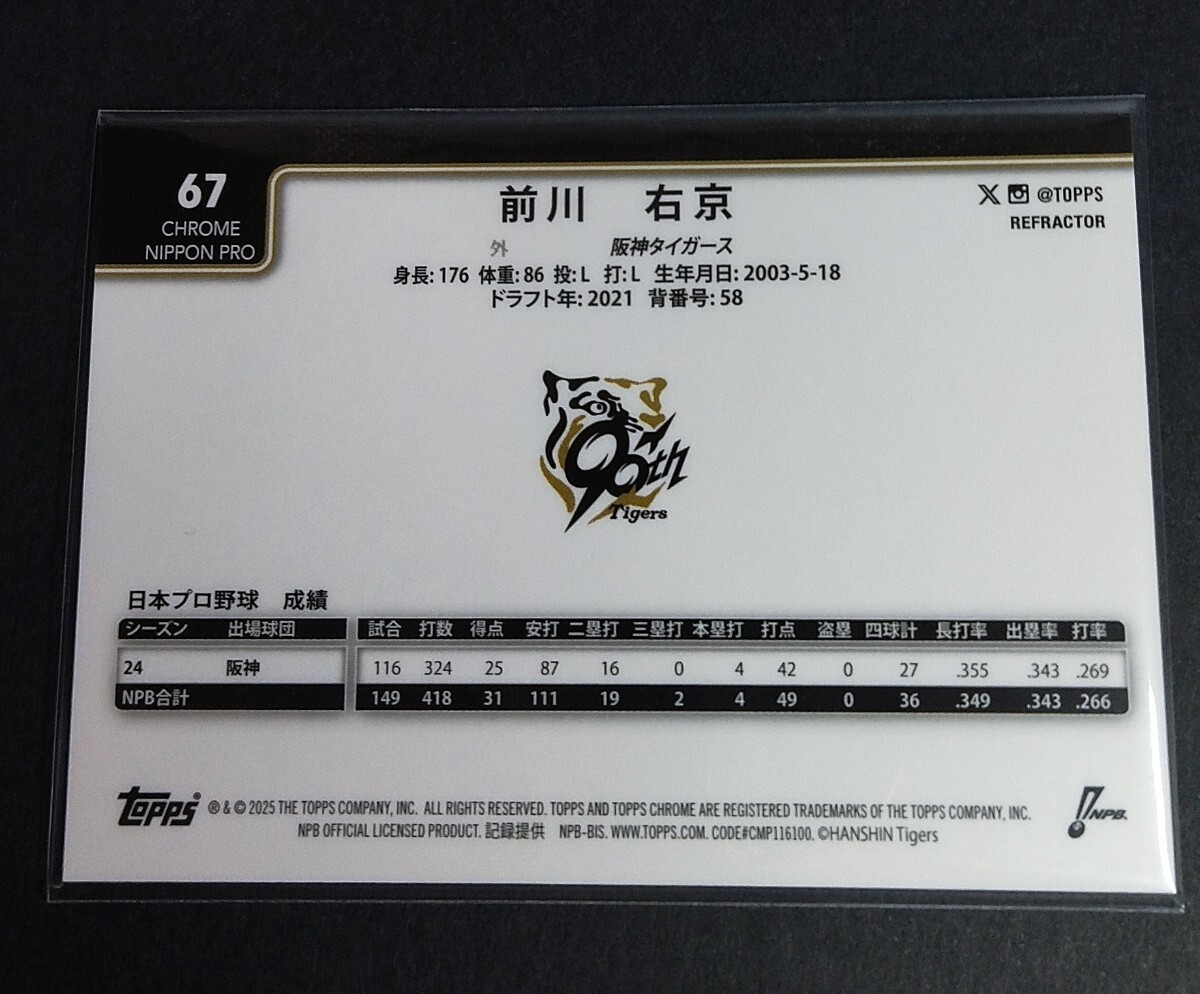 67
CHROME
NIPPON PRO
前川 右京
@TOPPS
REFRACTOR
外 阪神タイガース
身長: 176 体重: 86 投: L 打: L 生年月日: 2003-5-18
ドラフト年: 2021 背番号: 58
90th
Tigers
日本プロ野球 成績
シーズン 出場球団 試合 打数 得点 安打 二塁打 三塁打 本塁打 打点 盗塁 四球計 長打率 出塁率 打率
24 阪神 116 324 25 87 16 0 4 42 0 27 .355 .343 .269
NPB合計 149 418 31 111 19 2 4 49 0 36 .349 .343 .266
Topps ® & © 2025 THE TOPPS COMPANY, INC. ALL RIGHTS RESERVED. TOPPS AND TOPPS CHROME ARE REGISTERED TRADEMARKS OF THE TOPPS COMPANY, INC.
NPB OFFICIAL LICENSED PRODUCT. 記録提供 NPB-BIS. WWW.TOPPS.COM. CODE#CMP116100. ©HANSHIN Tigers
NPB.